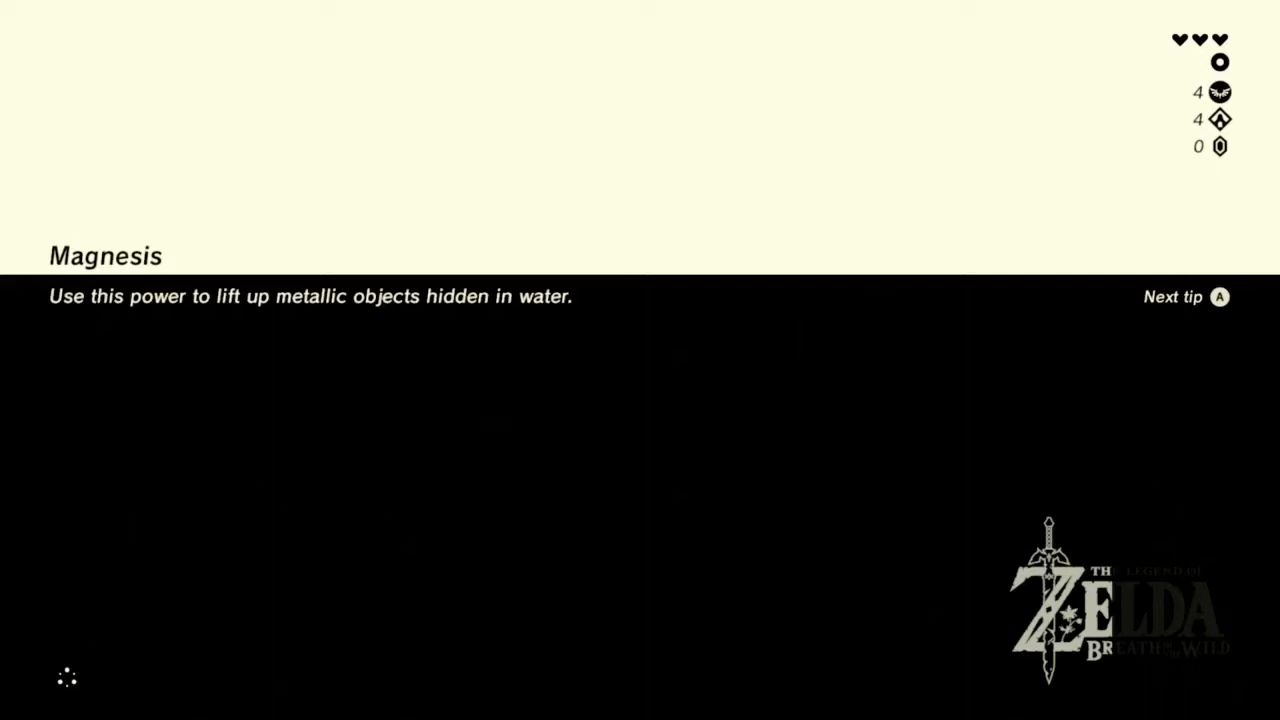 4
4
0
Magnesis
Use this power to lift up metallic objects hidden in water.
Next tip A
THE LEGEND OF
ZELDA
BREATH OF THE WILD